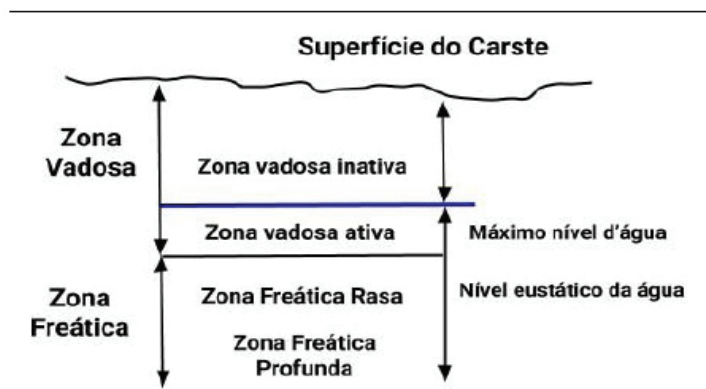 Superfície do Carste
Zona
Vadosa
Zona vadosa inativa
Zona vadosa ativa
Máximo nível d'água
Zona
Freática
Zona Freática Rasa
Nível eustático da água
Zona Freática
Profunda